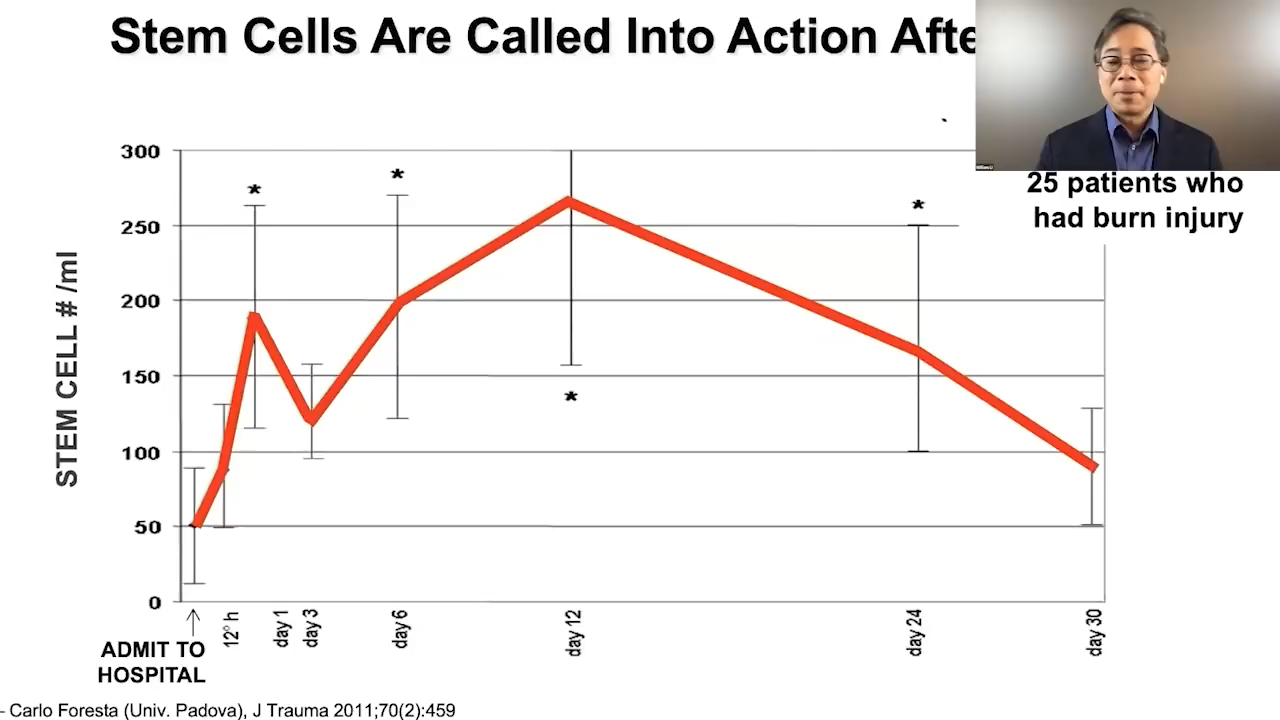 Stem Cells Are Called Into Action Afte
25 patients who
had burn injury
STEM CELL # /ml
300
250
200
150
100
50
0
*
*
*
*
12° h
day 1
day 3
day 6
day 12
day 24
day 30
ADMIT TO
HOSPITAL
– Carlo Foresta (Univ. Padova), J Trauma 2011;70(2):459